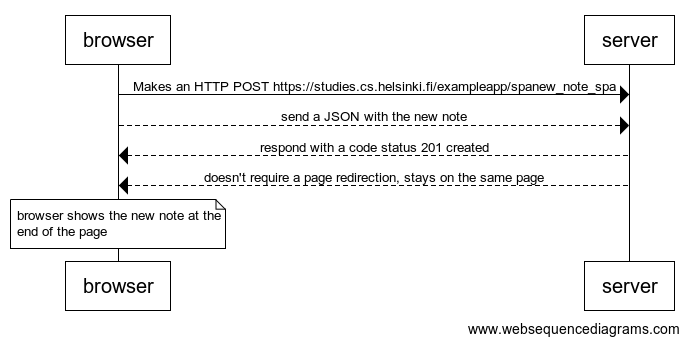 browser
server
Makes an HTTP POST https://studies.cs.helsinki.fi/exampleapp/spanew_note_spa
send a JSON with the new note
respond with a code status 201 created
doesn't require a page redirection, stays on the same page
browser shows the new note at the
end of the page
browser
server
www.websequencediagrams.com